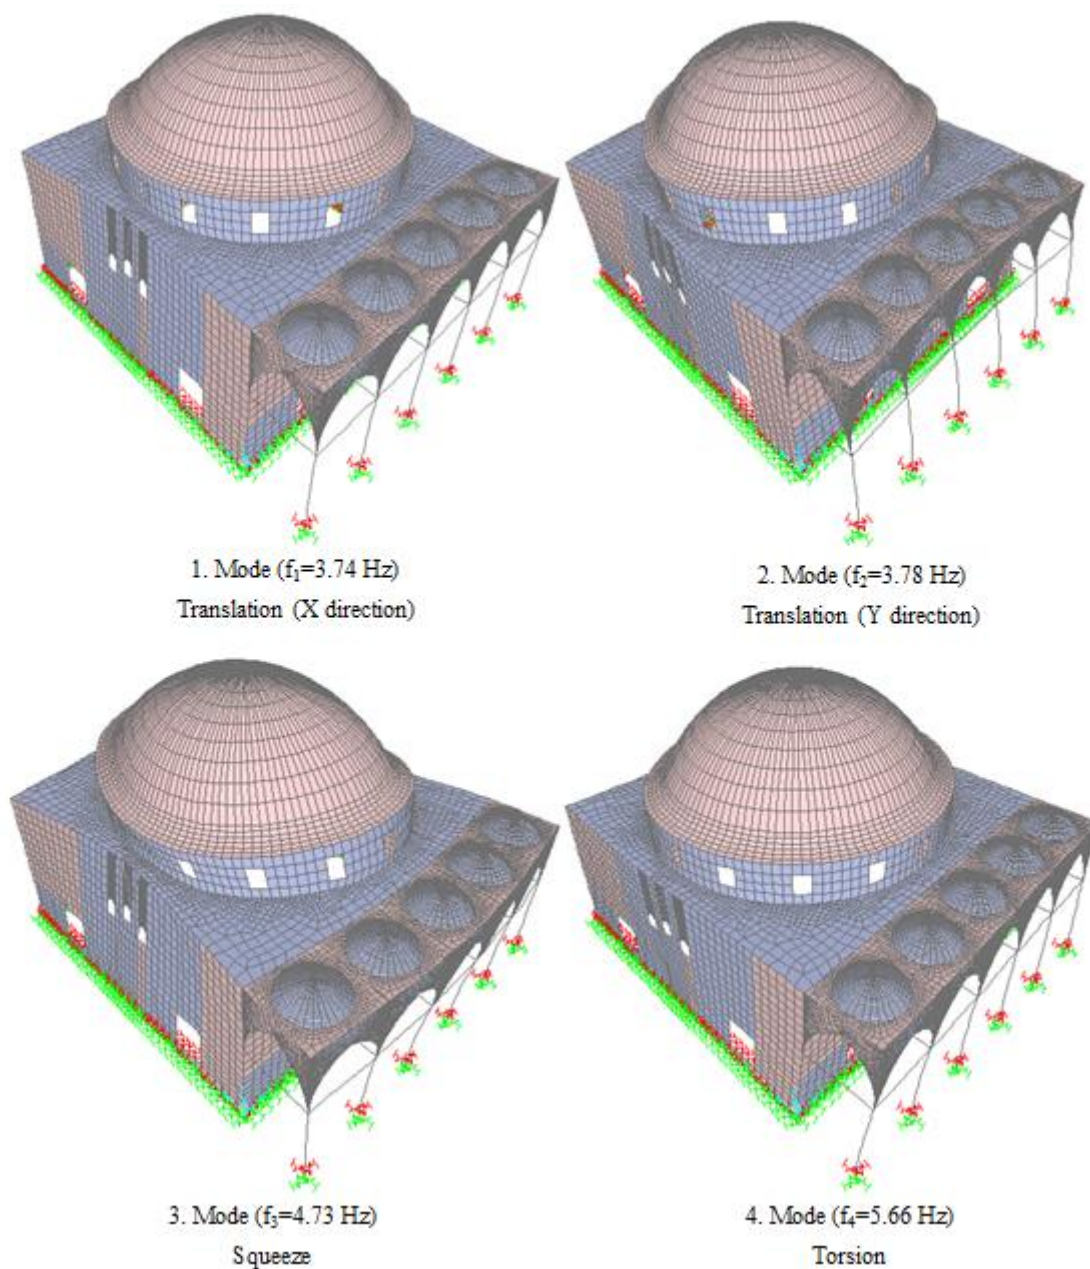 1. Mode (f₁=3.74 Hz)
Translation (X direction)
2. Mode (f₂=3.78 Hz)
Translation (Y direction)
3. Mode (f₃=4.73 Hz)
Squeeze
4. Mode (f₄=5.66 Hz)
Torsion